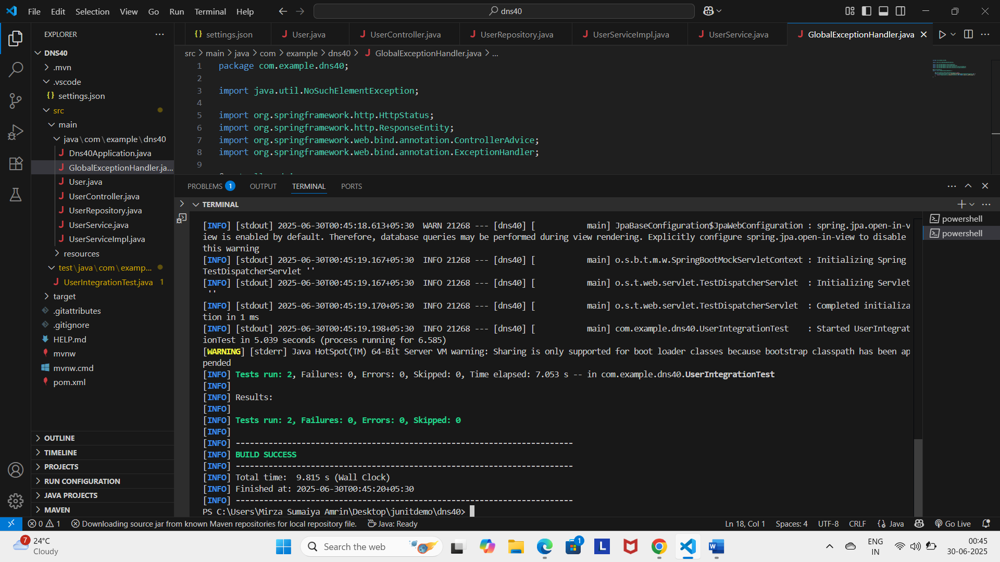 File Edit Selection View Go Run Terminal Help
dns40
EXPLORER
settings.json
User.java
UserController.java
UserRepository.java
UserServiceImpl.java
UserService.java
GlobalExceptionHandler.java
DNS40
.mvn
.vscode
settings.json
src
main
java\com\example\dns40
Dns40Application.java
GlobalExceptionHandler.ja...
User.java
UserController.java
UserRepository.java
UserService.java
UserServiceImpl.java
resources
test\java\com\examp...
UserIntegrationTest.java 1
target
.gitattributes
.gitignore
HELP.md
mvnw
mvnw.cmd
pom.xml
OUTLINE
TIMELINE
PROJECTS
RUN CONFIGURATION
JAVA PROJECTS
MAVEN
src > main > java > com > example > dns40 > GlobalExceptionHandler.java > ...
1 package com.example.dns40;
2
3 import java.util.NoSuchElementException;
4
5 import org.springframework.http.HttpStatus;
6 import org.springframework.http.ResponseEntity;
7 import org.springframework.web.bind.annotation.ControllerAdvice;
8 import org.springframework.web.bind.annotation.ExceptionHandler;
9
PROBLEMS 1 OUTPUT TERMINAL PORTS
TERMINAL
powershell
powershell
[INFO] [stdout] 2025-06-30T00:45:18.613+05:30  WARN 21268 --- [dns40] [           main] JpaBaseConfiguration$JpaWebConfiguration : spring.jpa.open-in-v
iew is enabled by default. Therefore, database queries may be performed during view rendering. Explicitly configure spring.jpa.open-in-view to disable
this warning
[INFO] [stdout] 2025-06-30T00:45:19.167+05:30  INFO 21268 --- [dns40] [           main] o.s.b.t.m.w.SpringBootMockServletContext : Initializing Spring
TestDispatcherServlet ''
[INFO] [stdout] 2025-06-30T00:45:19.167+05:30  INFO 21268 --- [dns40] [           main] o.s.t.web.servlet.TestDispatcherServlet  : Initializing Servlet
''
[INFO] [stdout] 2025-06-30T00:45:19.170+05:30  INFO 21268 --- [dns40] [           main] o.s.t.web.servlet.TestDispatcherServlet  : Completed initializa
tion in 1 ms
[INFO] [stdout] 2025-06-30T00:45:19.198+05:30  INFO 21268 --- [dns40] [           main] com.example.dns40.UserIntegrationTest    : Started UserIntegrat
ionTest in 5.039 seconds (process running for 6.585)
[WARNING] [stderr] Java HotSpot(TM) 64-Bit Server VM warning: Sharing is only supported for boot loader classes because bootstrap classpath has been ap
pended
[INFO] Tests run: 2, Failures: 0, Errors: 0, Skipped: 0, Time elapsed: 7.053 s -- in com.example.dns40.UserIntegrationTest
[INFO]
[INFO] Results:
[INFO]
[INFO] Tests run: 2, Failures: 0, Errors: 0, Skipped: 0
[INFO]
[INFO] ------------------------------------------------------------------------
[INFO] BUILD SUCCESS
[INFO] ------------------------------------------------------------------------
[INFO] Total time:  9.815 s (Wall Clock)
[INFO] Finished at: 2025-06-30T00:45:20+05:30
[INFO] ------------------------------------------------------------------------
PS C:\Users\Mirza Sumaiya Amrin\Desktop\junitdemo\dns40>
0 1 Downloading source jar from known Maven repositories for local repository file. Java: Ready
Ln 18, Col 1 Spaces: 4 UTF-8 CRLF Java Go Live
7
24°C
Cloudy
Search the web
1
L
W
ENG
IN
00:45
30-06-2025